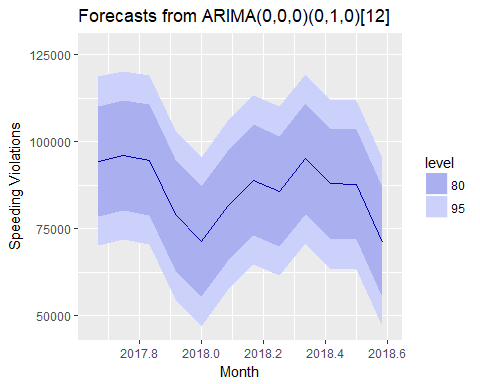 Forecasts from ARIMA(0,0,0)(0,1,0)[12]
125000
100000
75000
50000
Speeding Violations
2017.8 2018.0 2018.2 2018.4 2018.6
Month
level
80
95